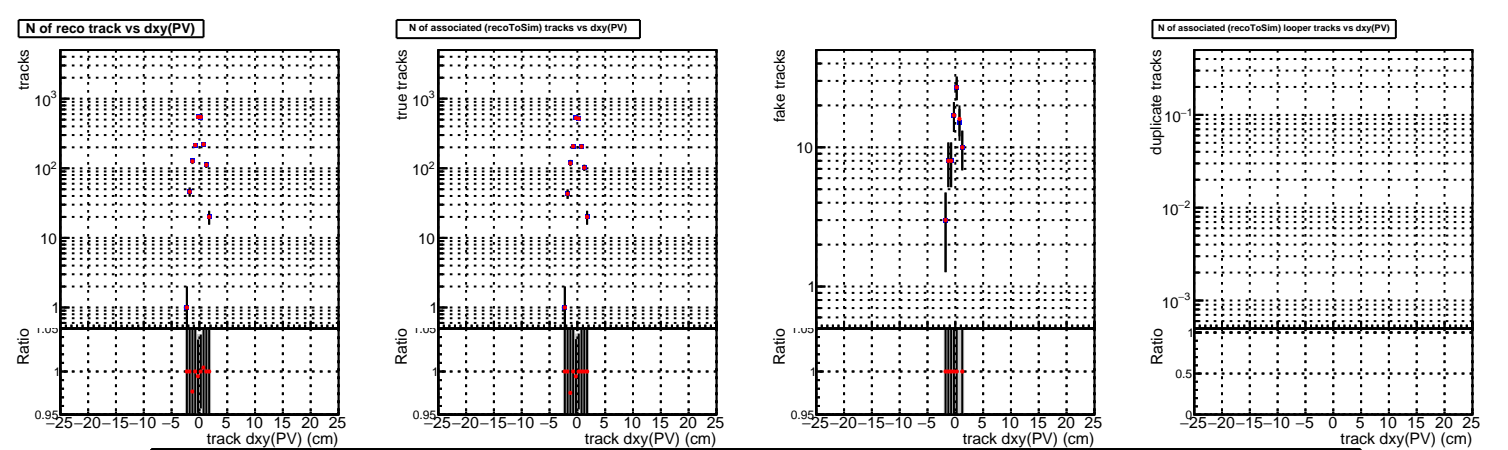 N of reco track vs dxy(PV)
tracks
10³
10²
10
1
1.05
Ratio
1
0.95
−25 −20 −15 −10 −5 0 5 10 15 20 25
track dxy(PV) (cm)
N of associated (recoToSim) tracks vs dxy(PV)
true tracks
10³
10²
10
1
1.05
Ratio
1
0.95
−25 −20 −15 −10 −5 0 5 10 15 20 25
track dxy(PV) (cm)
fake tracks
10
1
1.05
Ratio
1
0.95
−25 −20 −15 −10 −5 0 5 10 15 20 25
track dxy(PV) (cm)
N of associated (recoToSim) looper tracks vs dxy(PV)
duplicate tracks
10⁻¹
10⁻²
10⁻³
Ratio
1
0.5
0
−25 −20 −15 −10 −5 0 5 10 15 20 25
track dxy(PV) (cm)